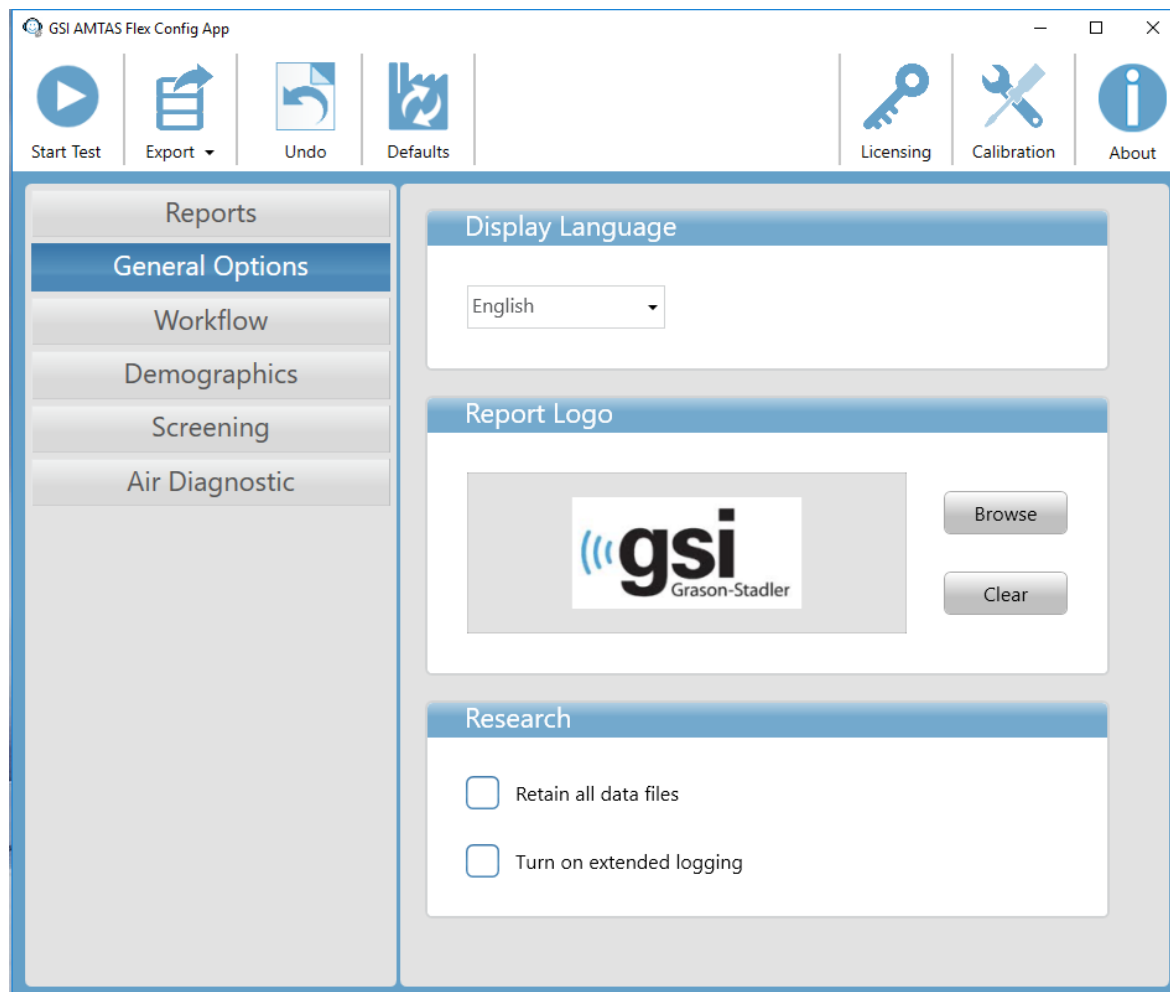 GSI AMTAS Flex Config App
Start Test
Export
Undo
Defaults
Licensing
Calibration
About
Reports
General Options
Workflow
Demographics
Screening
Air Diagnostic
Display Language
English
Report Logo
gsi
Grason-Stadler
Browse
Clear
Research
Retain all data files
Turn on extended logging